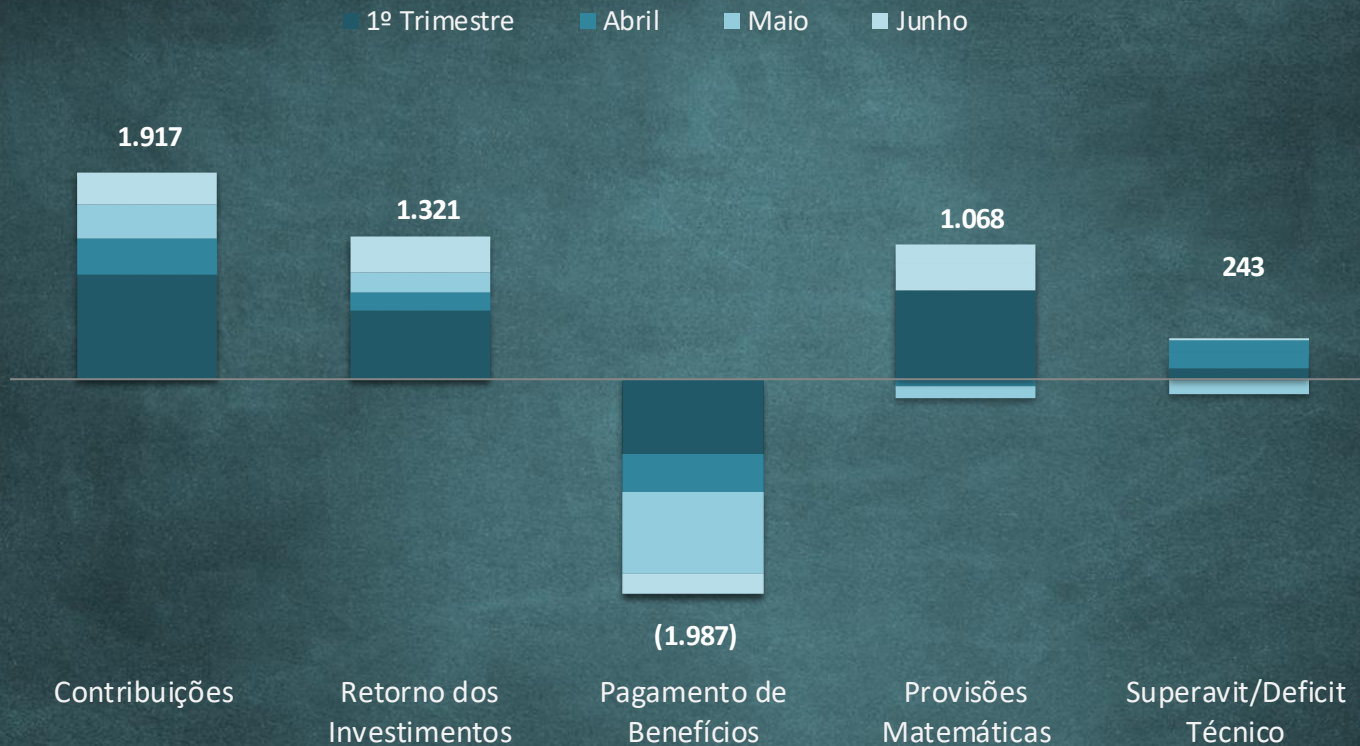 1º Trimestre Abril Maio Junho
1.917
1.321
1.068
243
(1.987)
Contribuições
Retorno dos
Investimentos
Pagamento de
Benefícios
Provisões
Matemáticas
Superavit/Deficit
Técnico